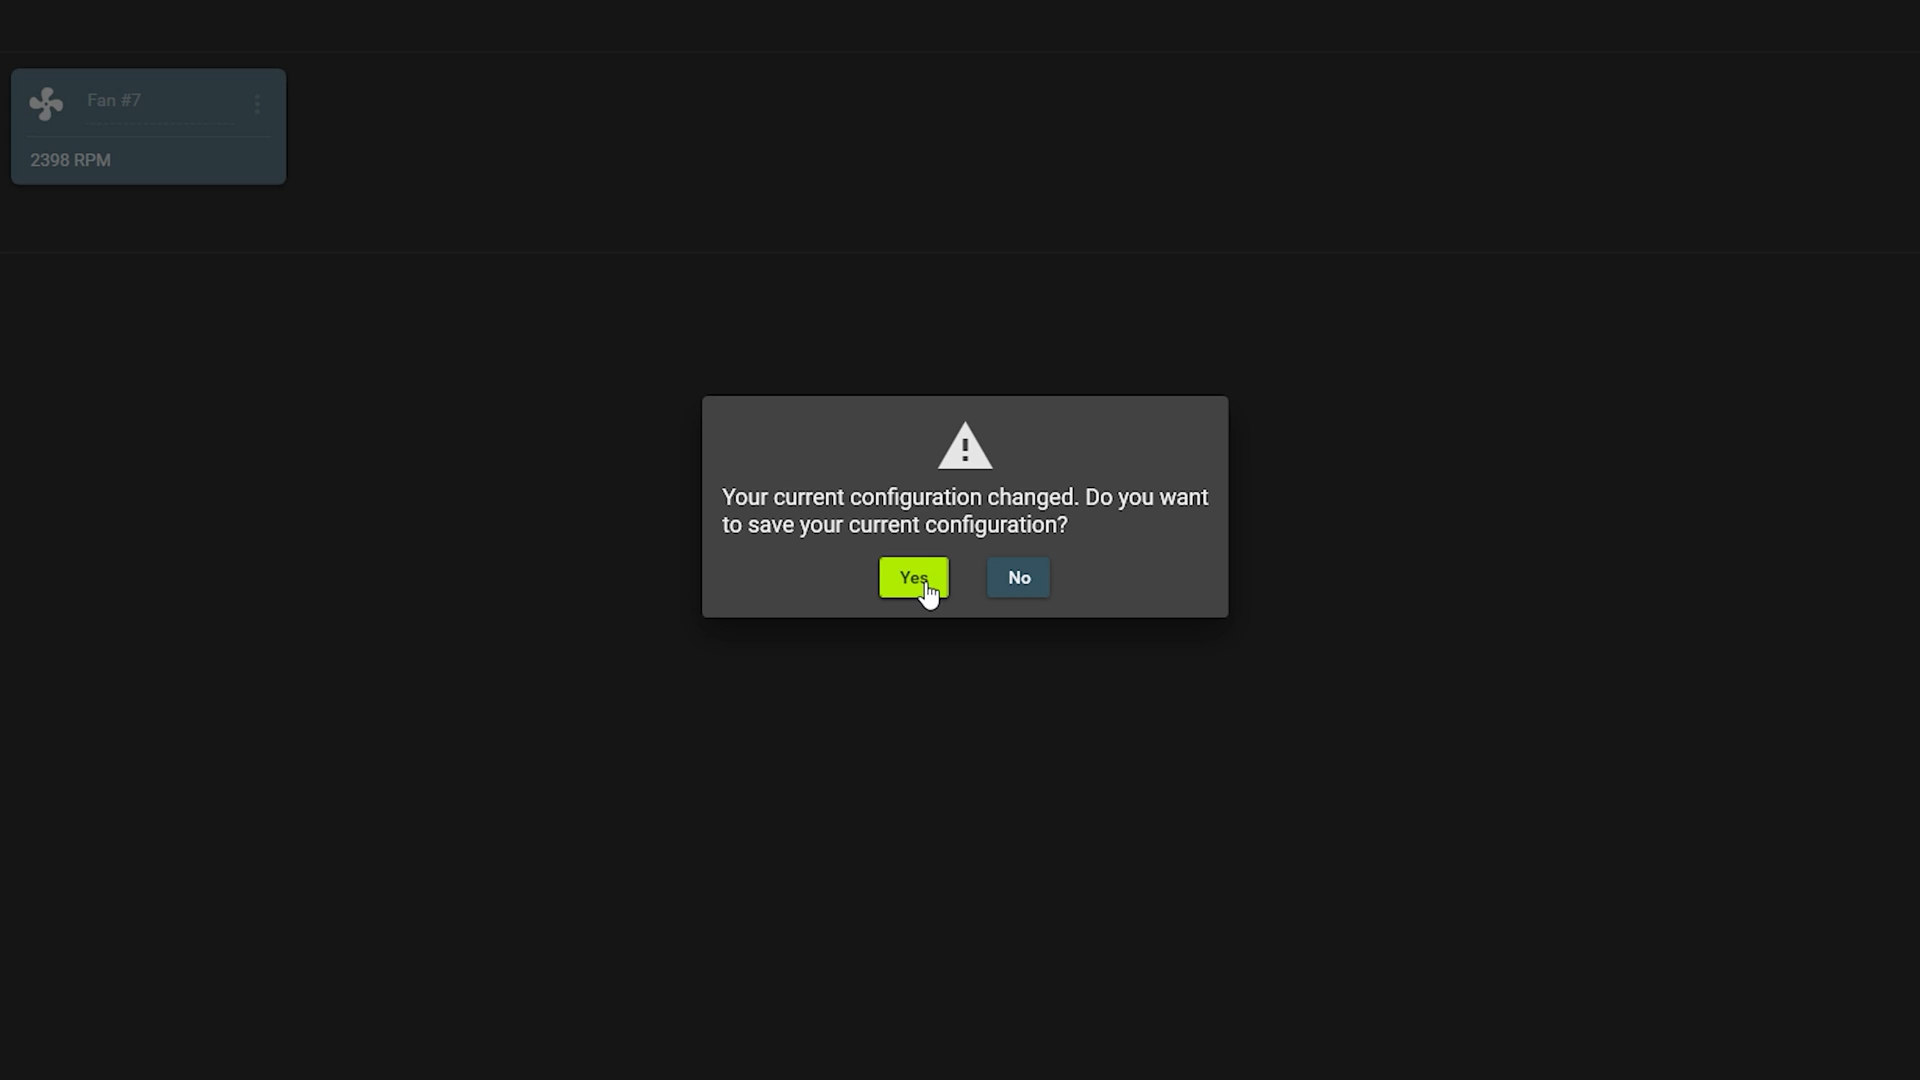 Fan #7
2398 RPM
Your current configuration changed. Do you want
to save your current configuration?
Yes
No